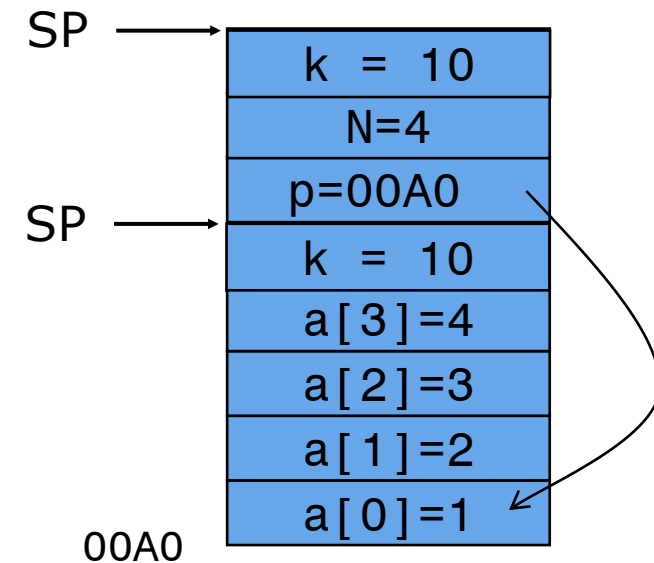 SP
k = 10
N=4
p=00A0
SP
k = 10
a[3]=4
a[2]=3
a[1]=2
a[0]=1
00A0